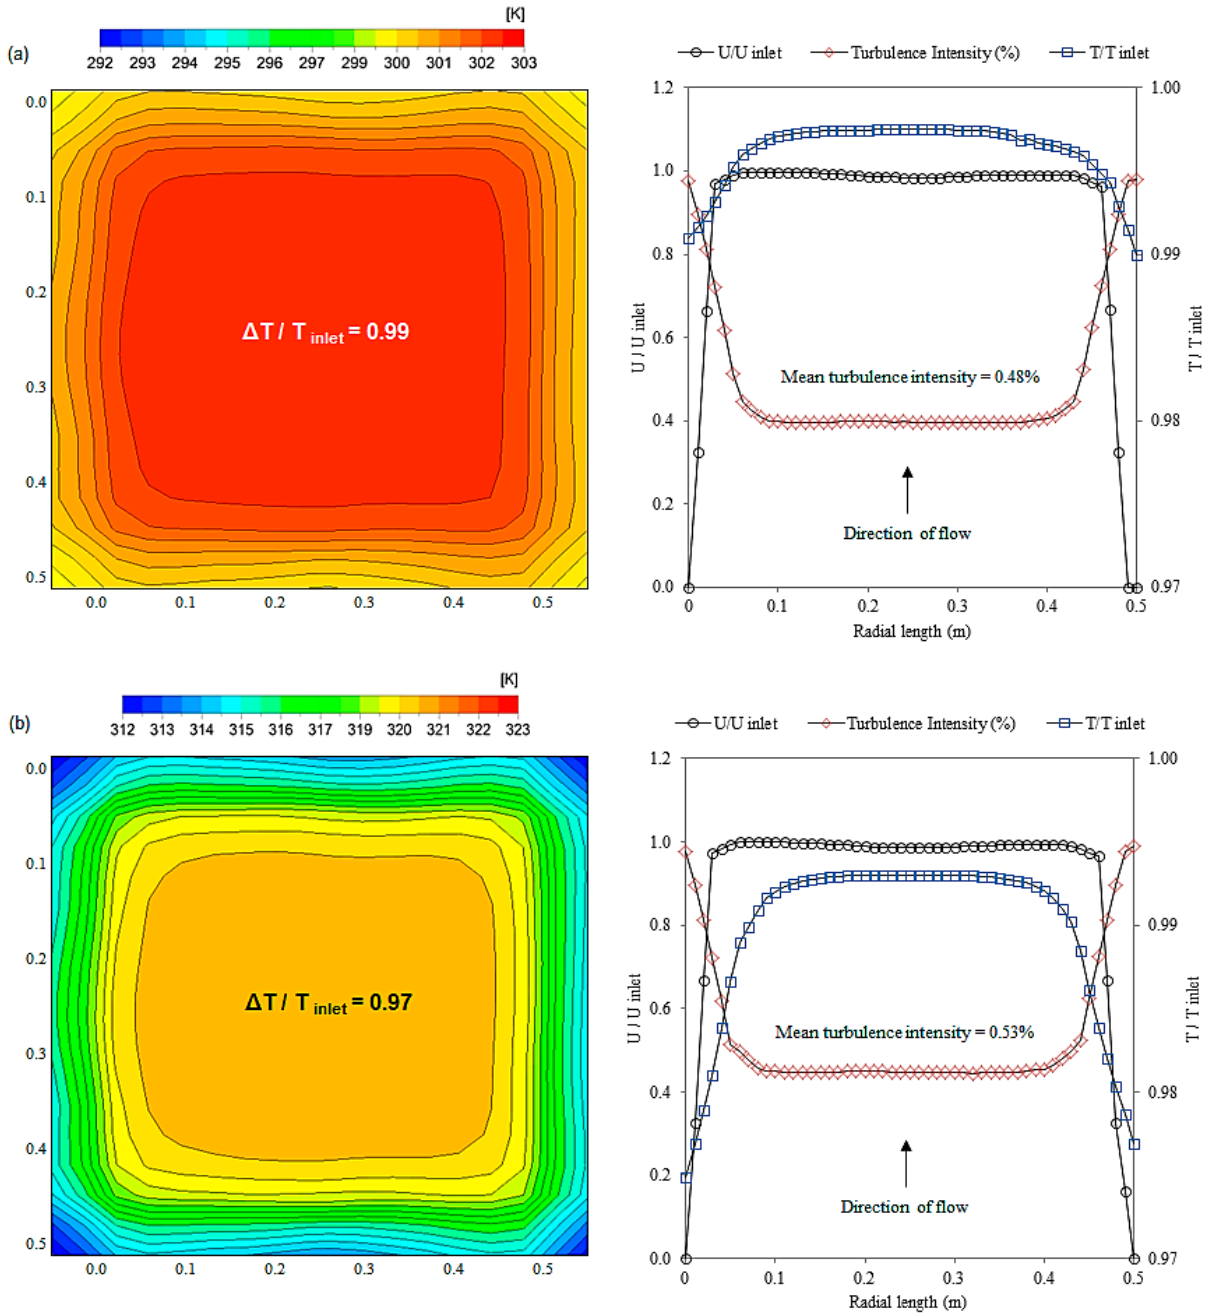 [K]
(a)
292 293 294 295 296 297 298 299 300 301 302 303
0.0
0.1
0.2
0.3
0.4
0.5
ΔT / T inlet = 0.99
0.0 0.1 0.2 0.3 0.4 0.5
U/U inlet Turbulence Intensity (%) T/T inlet
1.2
1.0
0.8
0.6
0.4
0.2
0.0
U / U inlet
1.00
0.99
0.98
0.97
T / T inlet
Mean turbulence intensity = 0.48%
Direction of flow
0 0.1 0.2 0.3 0.4 0.5
Radial length (m)
[K]
(b)
312 313 314 315 316 317 319 320 321 322 323
0.0
0.1
0.2
0.3
0.4
0.5
ΔT / T inlet = 0.97
0.0 0.1 0.2 0.3 0.4 0.5
U/U inlet Turbulence Intensity (%) T/T inlet
1.2
1.0
0.8
0.6
0.4
0.2
0.0
U / U inlet
1.00
0.99
0.98
0.97
T / T inlet
Mean turbulence intensity = 0.53%
Direction of flow
0 0.1 0.2 0.3 0.4 0.5
Radial length (m)